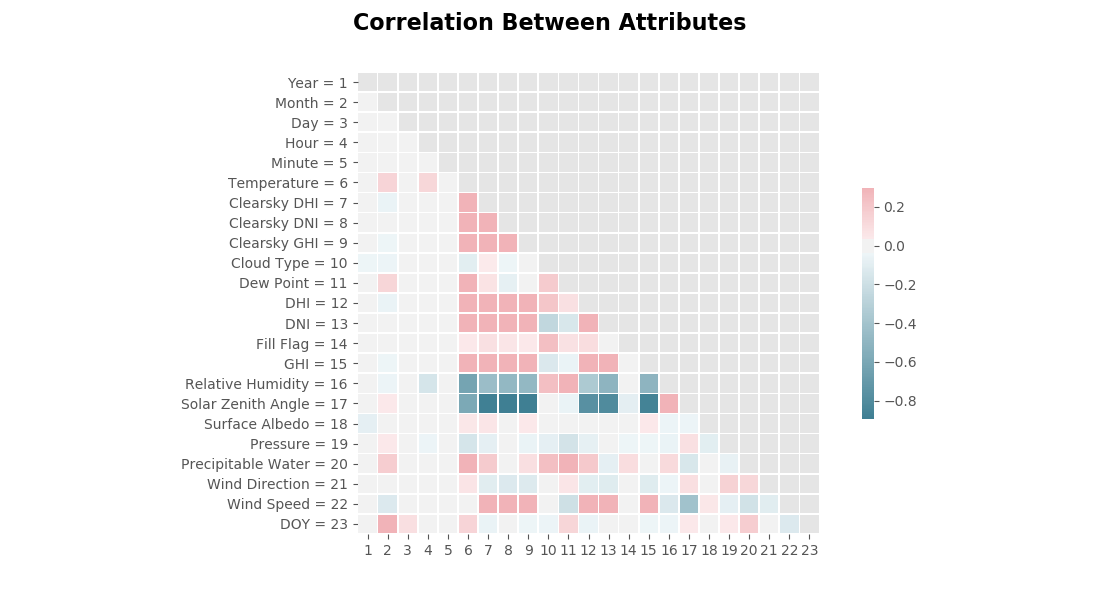 Correlation Between Attributes
Year = 1
Month = 2
Day = 3
Hour = 4
Minute = 5
Temperature = 6
Clearsky DHI = 7
Clearsky DNI = 8
Clearsky GHI = 9
Cloud Type = 10
Dew Point = 11
DHI = 12
DNI = 13
Fill Flag = 14
GHI = 15
Relative Humidity = 16
Solar Zenith Angle = 17
Surface Albedo = 18
Pressure = 19
Precipitable Water = 20
Wind Direction = 21
Wind Speed = 22
DOY = 23
1 2 3 4 5 6 7 8 9 10 11 12 13 14 15 16 17 18 19 20 21 22 23
0.2
0.0
−0.2
−0.4
−0.6
−0.8